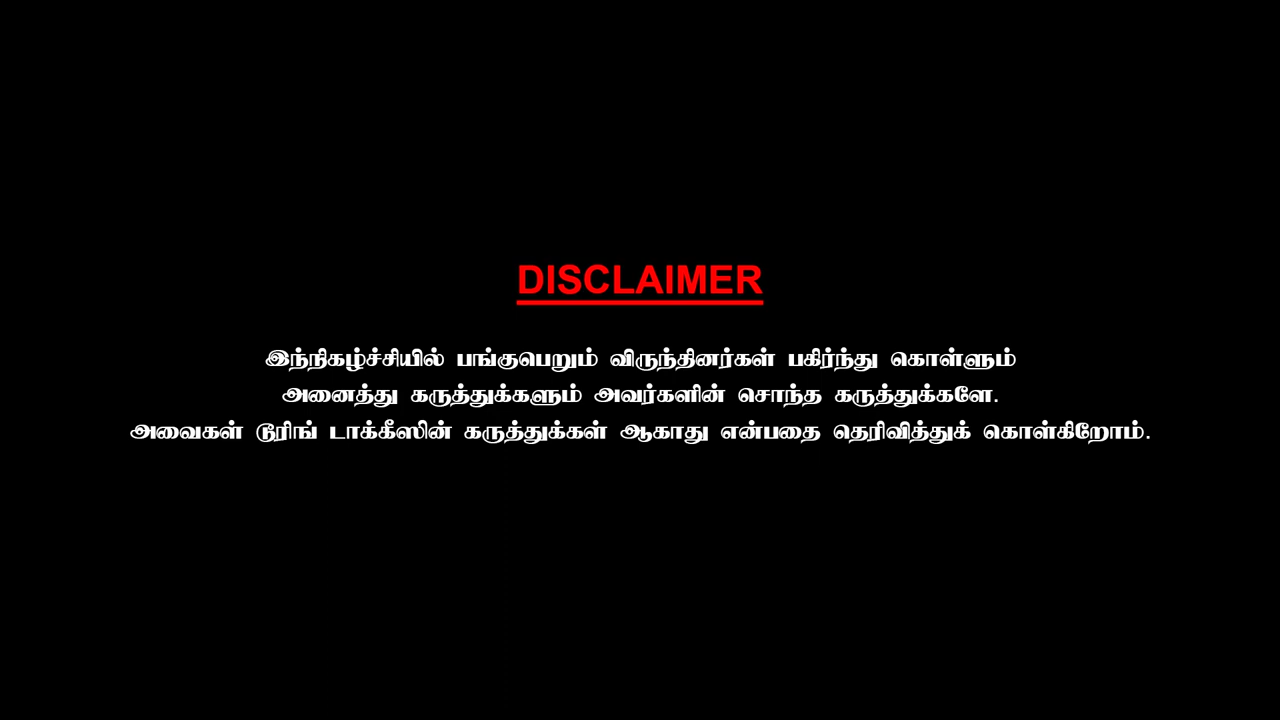 DISCLAIMER
இந்நிகழ்ச்சியில் பங்குபெறும் விருந்தினர்கள் பகிர்ந்து கொள்ளும்
அனைத்து கருத்துக்களும் அவர்களின் சொந்த கருத்துக்களே.
அவைகள் டூரிங் டாக்கீஸின் கருத்துக்கள் ஆகாது என்பதை தெரிவித்துக் கொள்கிறோம்.